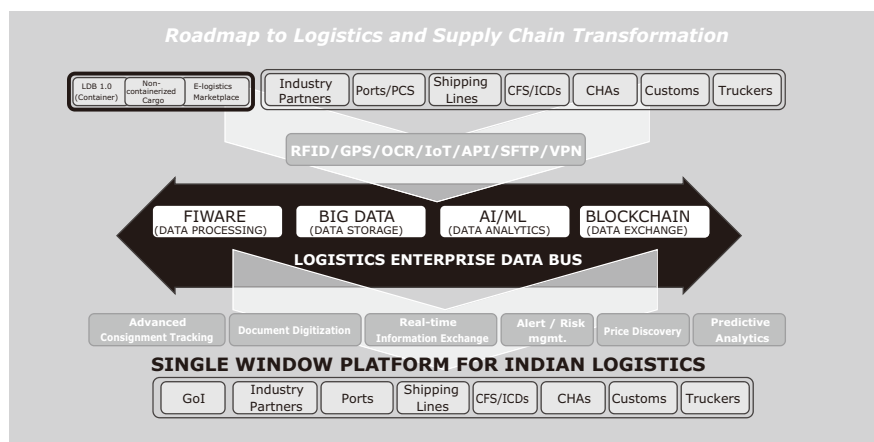 Roadmap to Logistics and Supply Chain Transformation
LDB 1.0
(Container)
Non-
containerized
Cargo
E-logistics
Marketplace
Industry
Partners
Ports/PCS
Shipping
Lines
CFS/ICDs
CHAs
Customs
Truckers
RFID/GPS/OCR/IoT/API/SFTP/VPN
FIWARE
(DATA PROCESSING)
BIG DATA
(DATA STORAGE)
AI/ML
(DATA ANALYTICS)
BLOCKCHAIN
(DATA EXCHANGE)
LOGISTICS ENTERPRISE DATA BUS
Advanced
Consignment Tracking
Document Digitization
Real-time
Information Exchange
Alert / Risk
mgmt.
Price Discovery
Predictive
Analytics
SINGLE WINDOW PLATFORM FOR INDIAN LOGISTICS
GoI
Industry
Partners
Ports
Shipping
Lines
CFS/ICDs
CHAs
Customs
Truckers